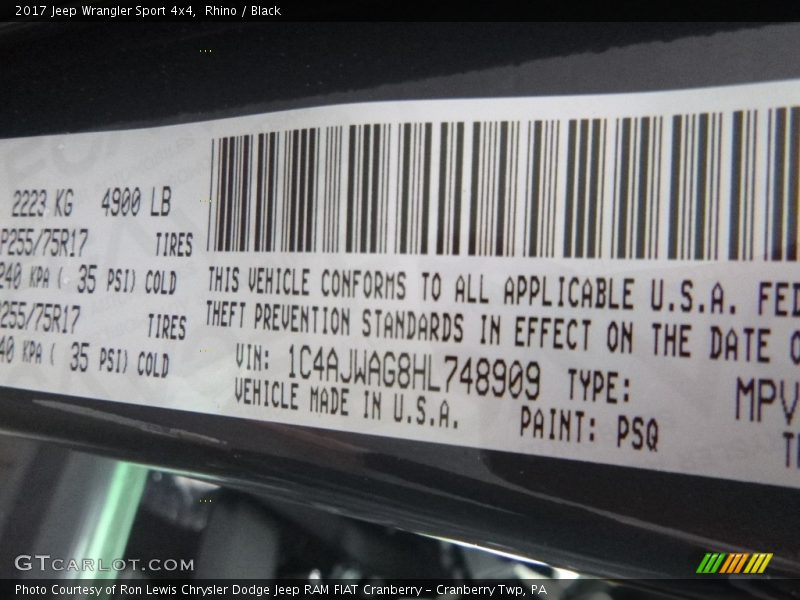 2017 Jeep Wrangler Sport 4x4,  Rhino / Black
2223 KG 4900 LB
P255/75R17 TIRES
240 KPA ( 35 PSI) COLD
P255/75R17 TIRES
240 KPA ( 35 PSI) COLD
THIS VEHICLE CONFORMS TO ALL APPLICABLE U.S.A. FED
THEFT PREVENTION STANDARDS IN EFFECT ON THE DATE O
VIN: 1C4AJWAG8HL748909 TYPE: MPV
VEHICLE MADE IN U.S.A. PAINT: PSQ
GTCARLOT.COM
Photo Courtesy of Ron Lewis Chrysler Dodge Jeep RAM FIAT Cranberry – Cranberry Twp, PA